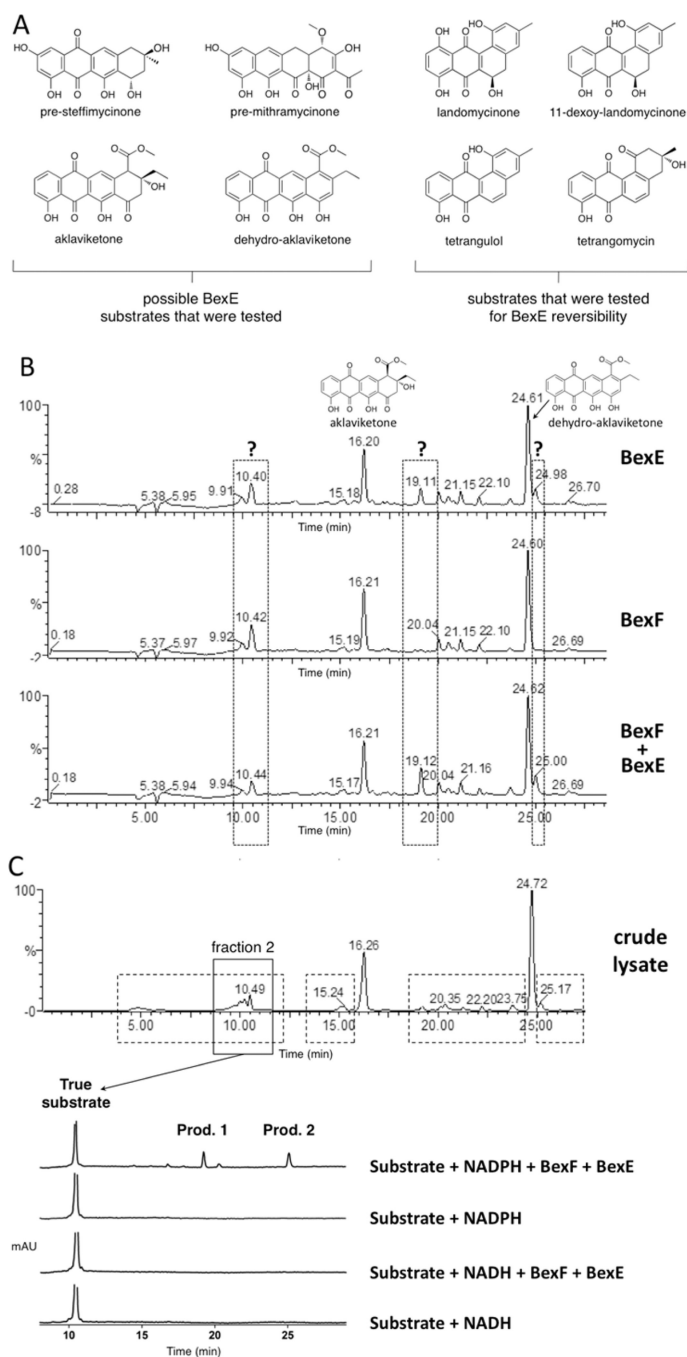 A
pre-steffimycinone
pre-mithramycinone
landomycinone
11-dexoy-landomycinone
aklaviketone
dehydro-aklaviketone
tetrangulol
tetrangomycin
possible BexE
substrates that were tested
substrates that were tested
for BexE reversibility
B
aklaviketone
dehydro-aklaviketone
100
%
-8
0.28
5.38
5.95
9.91
?
10.40
15.18
16.20
?
19.11
21.15
22.10
24.61
?
24.98
26.70
Time (min)
BexE
100
%
-2
0.18
5.37
5.97
9.92
10.42
15.19
16.21
20.04
21.15
22.10
24.60
26.69
Time (min)
BexF
100
%
-2
0.18
5.38
5.94
9.94
10.44
15.17
16.21
19.12
20.04
21.16
24.62
25.00
26.69
5.00
10.00
15.00
20.00
25.00
Time (min)
BexF
+
BexE
C
100
%
-0
fraction 2
10.49
15.24
16.26
20.35
22.20
23.75
24.72
25.17
5.00
10.00
15.00
20.00
25.00
Time (min)
crude
lysate
True
substrate
Prod. 1
Prod. 2
Substrate + NADPH + BexF + BexE
Substrate + NADPH
mAU
Substrate + NADH + BexF + BexE
Substrate + NADH
10
15
20
25
Time (min)